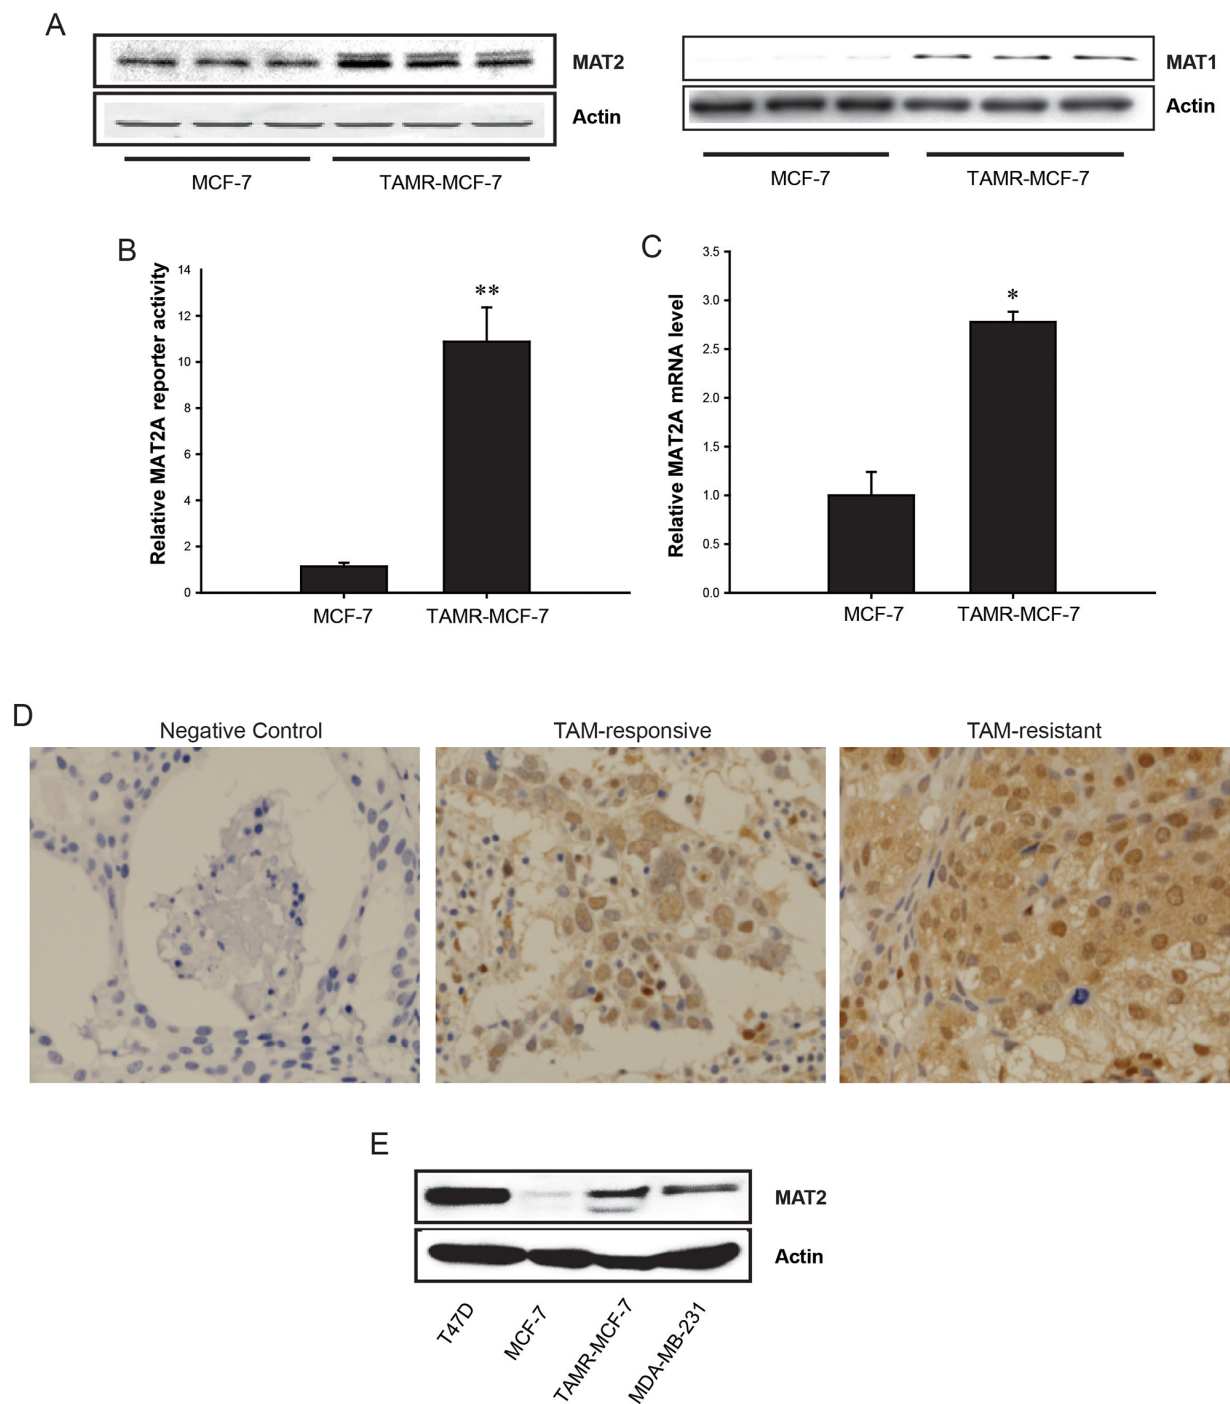 A
MAT2
Actin
MCF-7 TAMR-MCF-7
MAT1
Actin
MCF-7 TAMR-MCF-7
B
Relative MAT2A reporter activity
14
12
10
8
6
4
2
0
**
MCF-7 TAMR-MCF-7
C
Relative MAT2A mRNA level
3.5
3.0
2.5
2.0
1.5
1.0
0.5
0.0
*
MCF-7 TAMR-MCF-7
D
Negative Control TAM-responsive TAM-resistant
E
MAT2
Actin
T47D
MCF-7
TAMR-MCF-7
MDA-MB-231